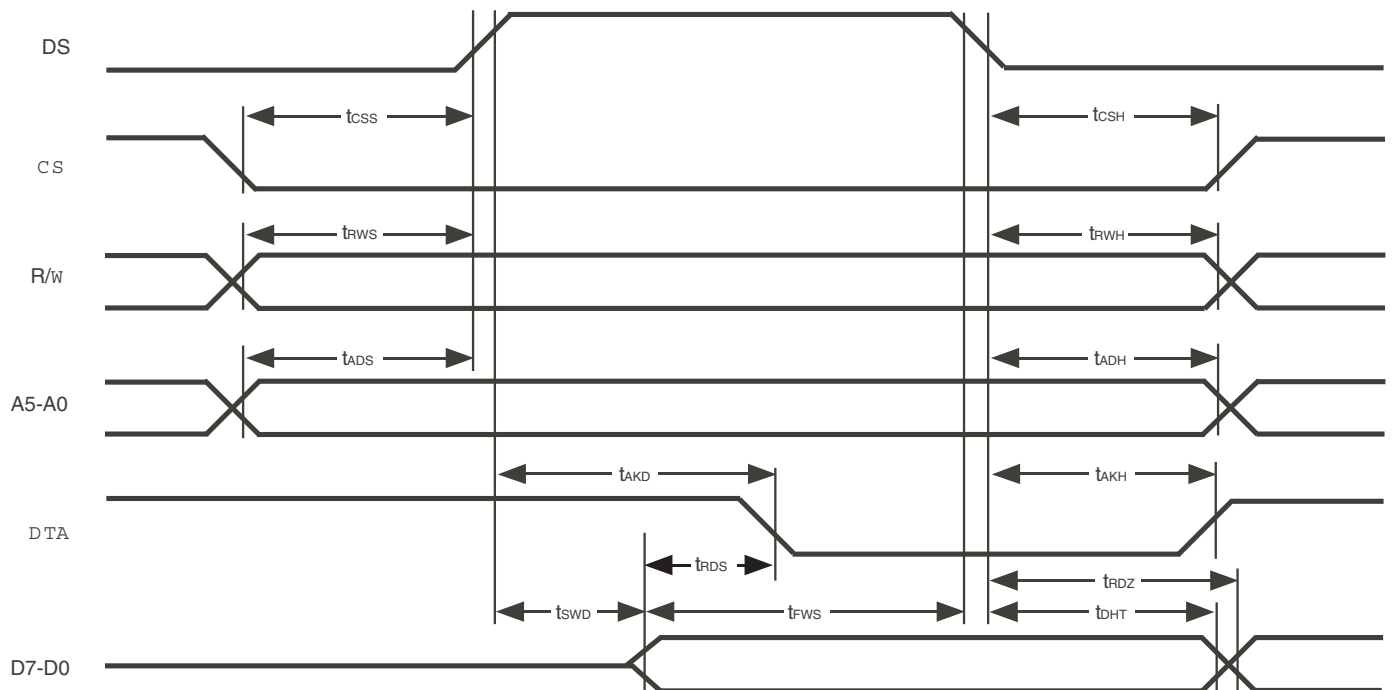 DS
tCSS
tCSH
CS
tRWS
tRWH
R/W
tADS
tADH
A5-A0
tAKD
tAKH
DTA
tRDS
tRDZ
tSWD
tFWS
tDHT
D7-D0